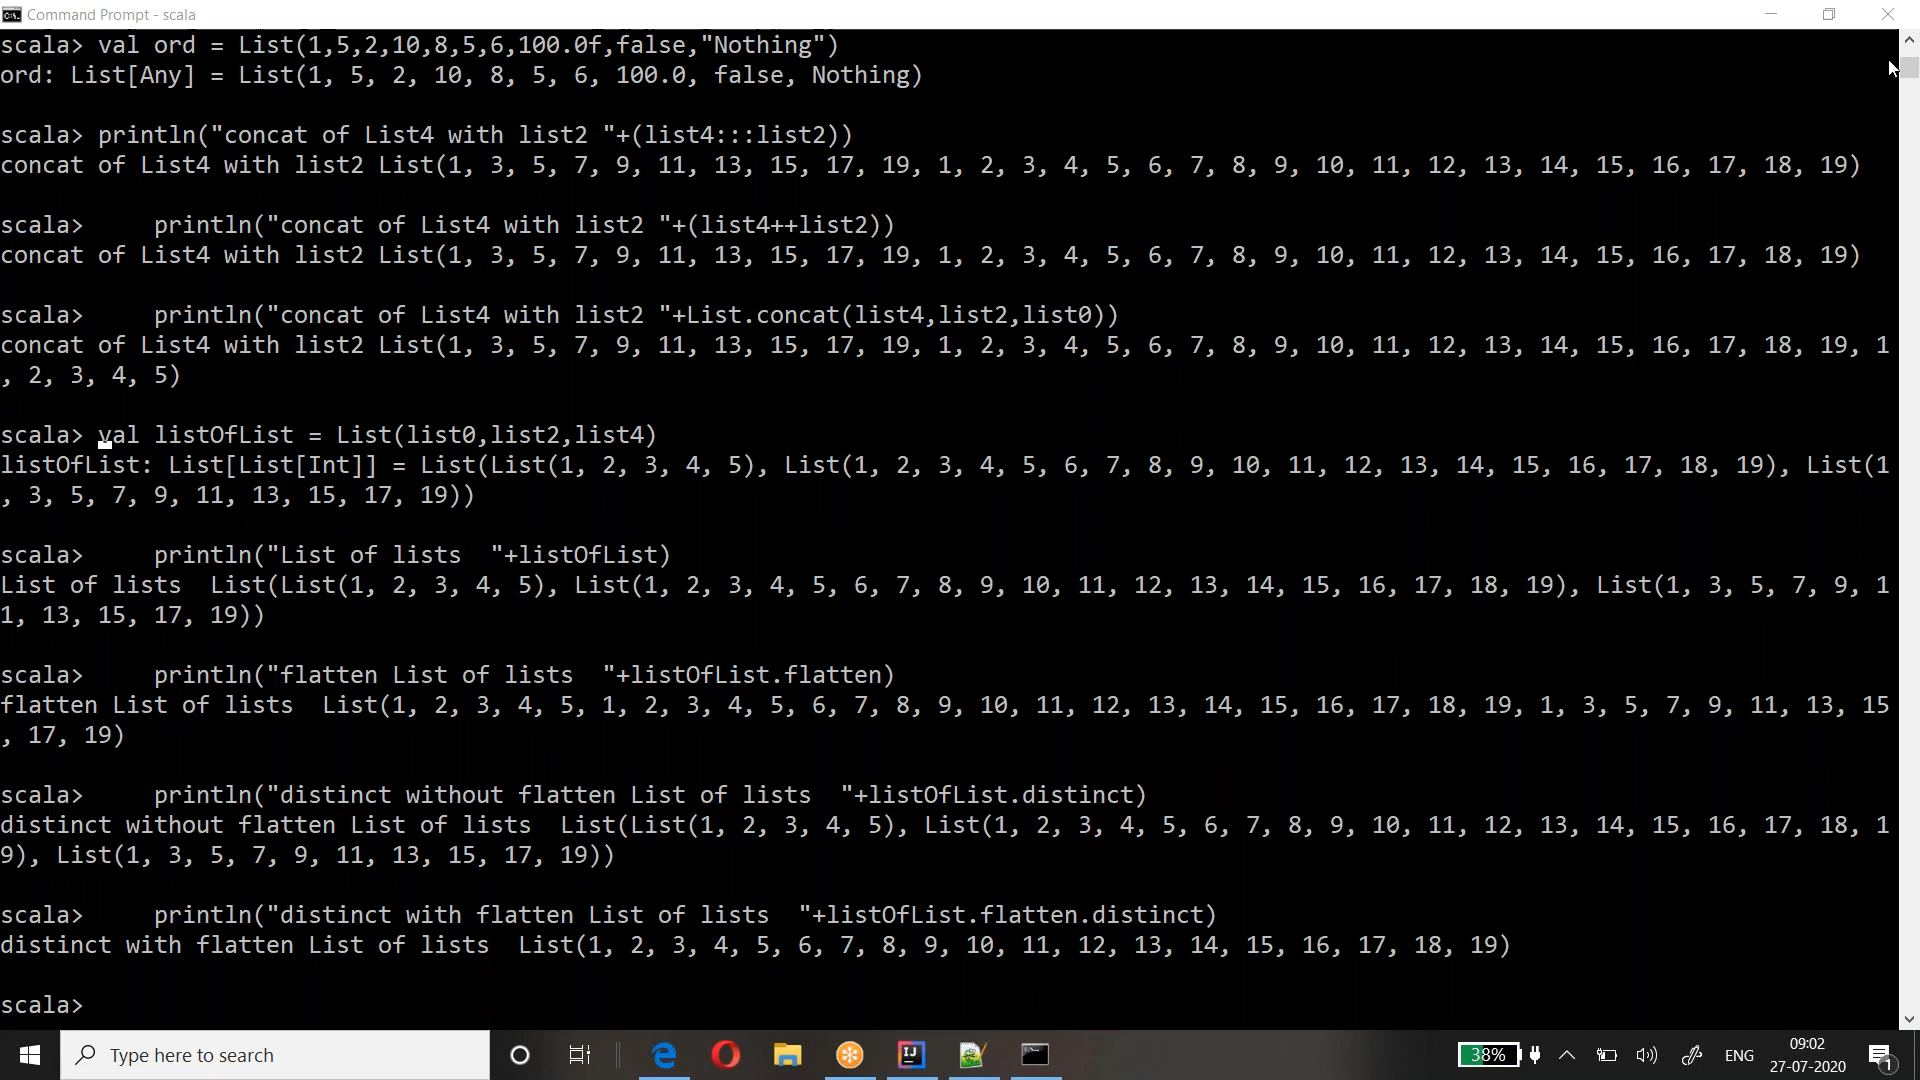 Command Prompt - scala
scala> val ord = List(1,5,2,10,8,5,6,100.0f,false,"Nothing")
ord: List[Any] = List(1, 5, 2, 10, 8, 5, 6, 100.0, false, Nothing)
scala> println("concat of List4 with list2 "+(list4:::list2))
concat of List4 with list2 List(1, 3, 5, 7, 9, 11, 13, 15, 17, 19, 1, 2, 3, 4, 5, 6, 7, 8, 9, 10, 11, 12, 13, 14, 15, 16, 17, 18, 19)
scala>     println("concat of List4 with list2 "+(list4++list2))
concat of List4 with list2 List(1, 3, 5, 7, 9, 11, 13, 15, 17, 19, 1, 2, 3, 4, 5, 6, 7, 8, 9, 10, 11, 12, 13, 14, 15, 16, 17, 18, 19)
scala>     println("concat of List4 with list2 "+List.concat(list4,list2,list0))
concat of List4 with list2 List(1, 3, 5, 7, 9, 11, 13, 15, 17, 19, 1, 2, 3, 4, 5, 6, 7, 8, 9, 10, 11, 12, 13, 14, 15, 16, 17, 18, 19, 1
, 2, 3, 4, 5)
scala> val listOfList = List(list0,list2,list4)
listOfList: List[List[Int]] = List(List(1, 2, 3, 4, 5), List(1, 2, 3, 4, 5, 6, 7, 8, 9, 10, 11, 12, 13, 14, 15, 16, 17, 18, 19), List(1
, 3, 5, 7, 9, 11, 13, 15, 17, 19))
scala>     println("List of lists  "+listOfList)
List of lists  List(List(1, 2, 3, 4, 5), List(1, 2, 3, 4, 5, 6, 7, 8, 9, 10, 11, 12, 13, 14, 15, 16, 17, 18, 19), List(1, 3, 5, 7, 9, 1
1, 13, 15, 17, 19))
scala>     println("flatten List of lists  "+listOfList.flatten)
flatten List of lists  List(1, 2, 3, 4, 5, 1, 2, 3, 4, 5, 6, 7, 8, 9, 10, 11, 12, 13, 14, 15, 16, 17, 18, 19, 1, 3, 5, 7, 9, 11, 13, 15
, 17, 19)
scala>     println("distinct without flatten List of lists  "+listOfList.distinct)
distinct without flatten List of lists  List(List(1, 2, 3, 4, 5), List(1, 2, 3, 4, 5, 6, 7, 8, 9, 10, 11, 12, 13, 14, 15, 16, 17, 18, 1
9), List(1, 3, 5, 7, 9, 11, 13, 15, 17, 19))
scala>     println("distinct with flatten List of lists  "+listOfList.flatten.distinct)
distinct with flatten List of lists  List(1, 2, 3, 4, 5, 6, 7, 8, 9, 10, 11, 12, 13, 14, 15, 16, 17, 18, 19)
scala>
Type here to search
IJ
38%
ENG
09:02
27-07-2020
1